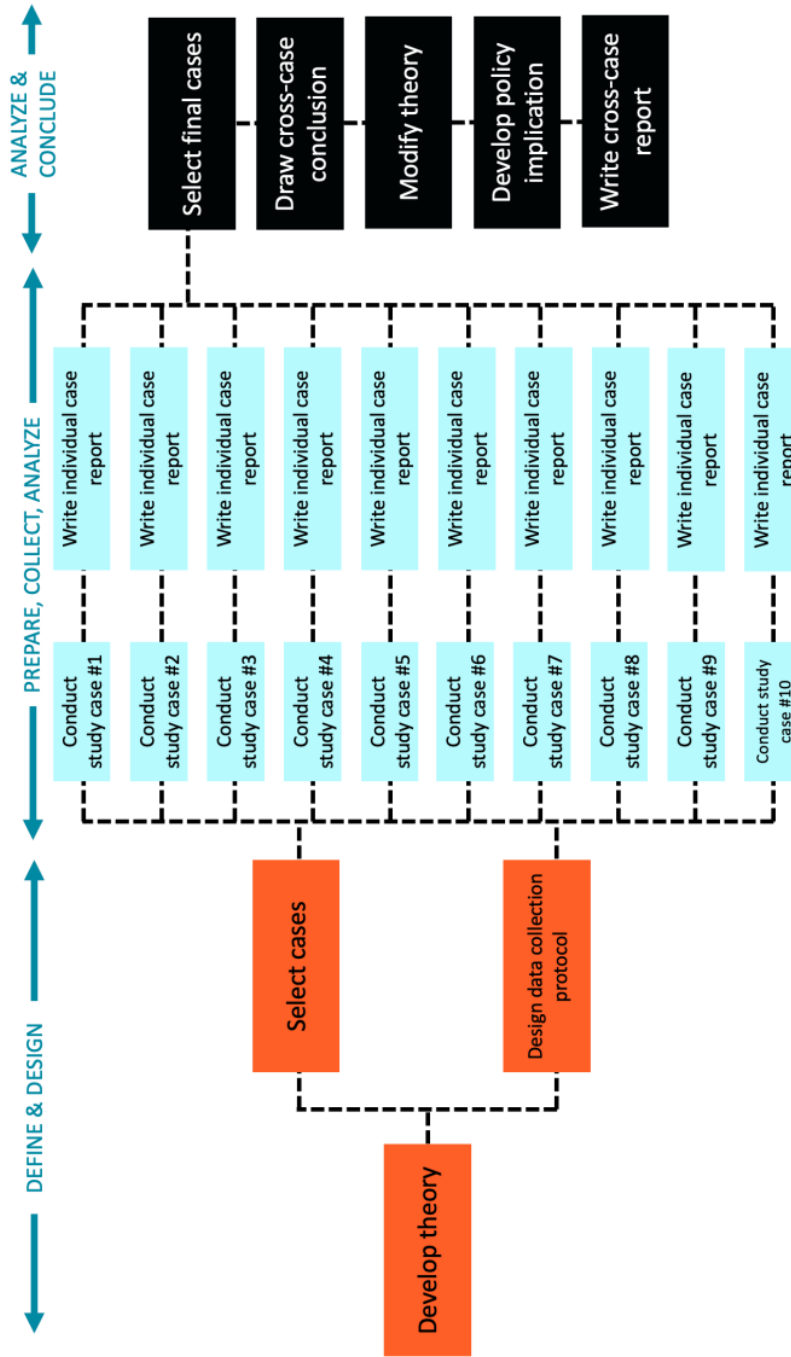 DEFINE & DESIGN
PREPARE, COLLECT, ANALYZE
ANALYZE &
CONCLUDE
Develop theory
Select cases
Design data collection
protocol
Conduct
study case #1
Write individual case
report
Conduct
study case #2
Write individual case
report
Conduct
study case #3
Write individual case
report
Conduct
study case #4
Write individual case
report
Conduct
study case #5
Write individual case
report
Conduct
study case #6
Write individual case
report
Conduct
study case #7
Write individual case
report
Conduct
study case #8
Write individual case
report
Conduct
study case #9
Write individual case
report
Conduct study
case #10
Write individual case
report
Select final cases
Draw cross-case
conclusion
Modify theory
Develop policy
implication
Write cross-case
report